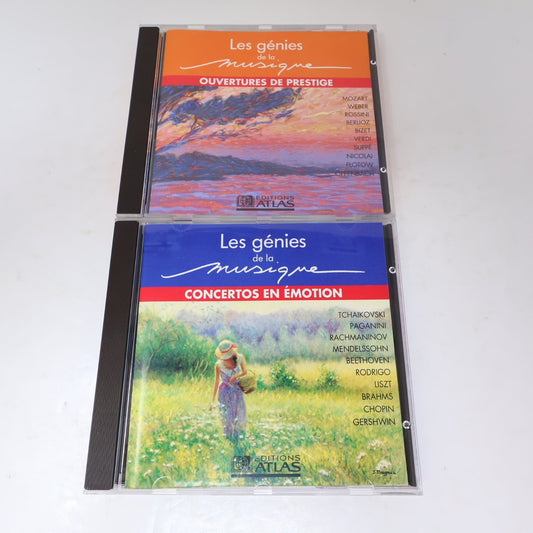 Les génies
de la
musique
OUVERTURES DE PRESTIGE
MOZART
WEBER
ROSSINI
BERLIOZ
BIZET
VERDI
SUPPÉ
NICOLAI
FLOTOW
OFFENBACH
EDITIONS
ATLAS
Les génies
de la
musique
CONCERTOS EN ÉMOTION
TCHAIKOVSKI
PAGANINI
RACHMANINOV
MENDELSSOHN
BEETHOVEN
RODRIGO
LISZT
BRAHMS
CHOPIN
GERSHWIN
EDITIONS
ATLAS